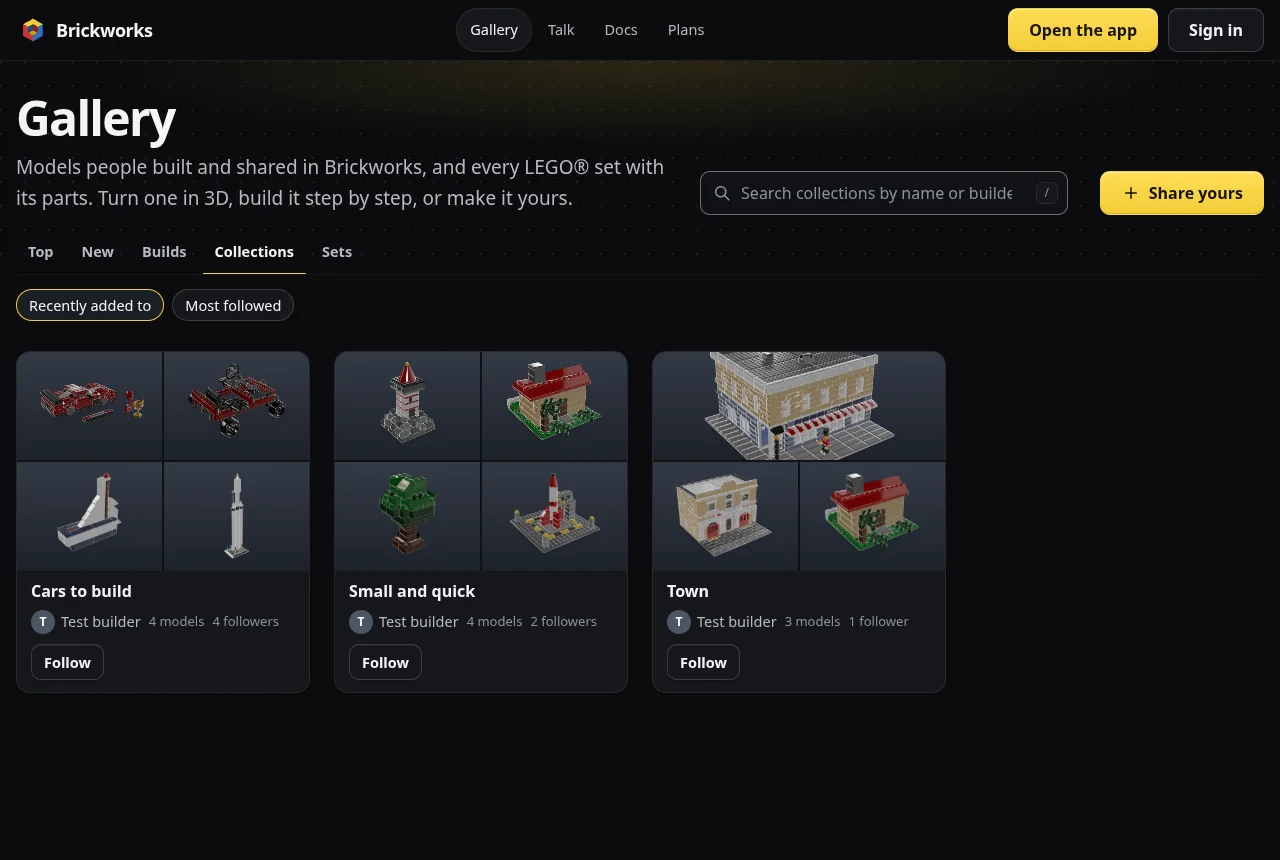 Brickworks
Gallery
Talk
Docs
Plans
Open the app
Sign in
Gallery
Models people built and shared in Brickworks, and every LEGO® set with
its parts. Turn one in 3D, build it step by step, or make it yours.
Search collections by name or builde
/
Share yours
Top
New
Builds
Collections
Sets
Recently added to
Most followed
Cars to build
T Test builder 4 models 4 followers
Follow
Small and quick
T Test builder 4 models 2 followers
Follow
Town
T Test builder 3 models 1 follower
Follow